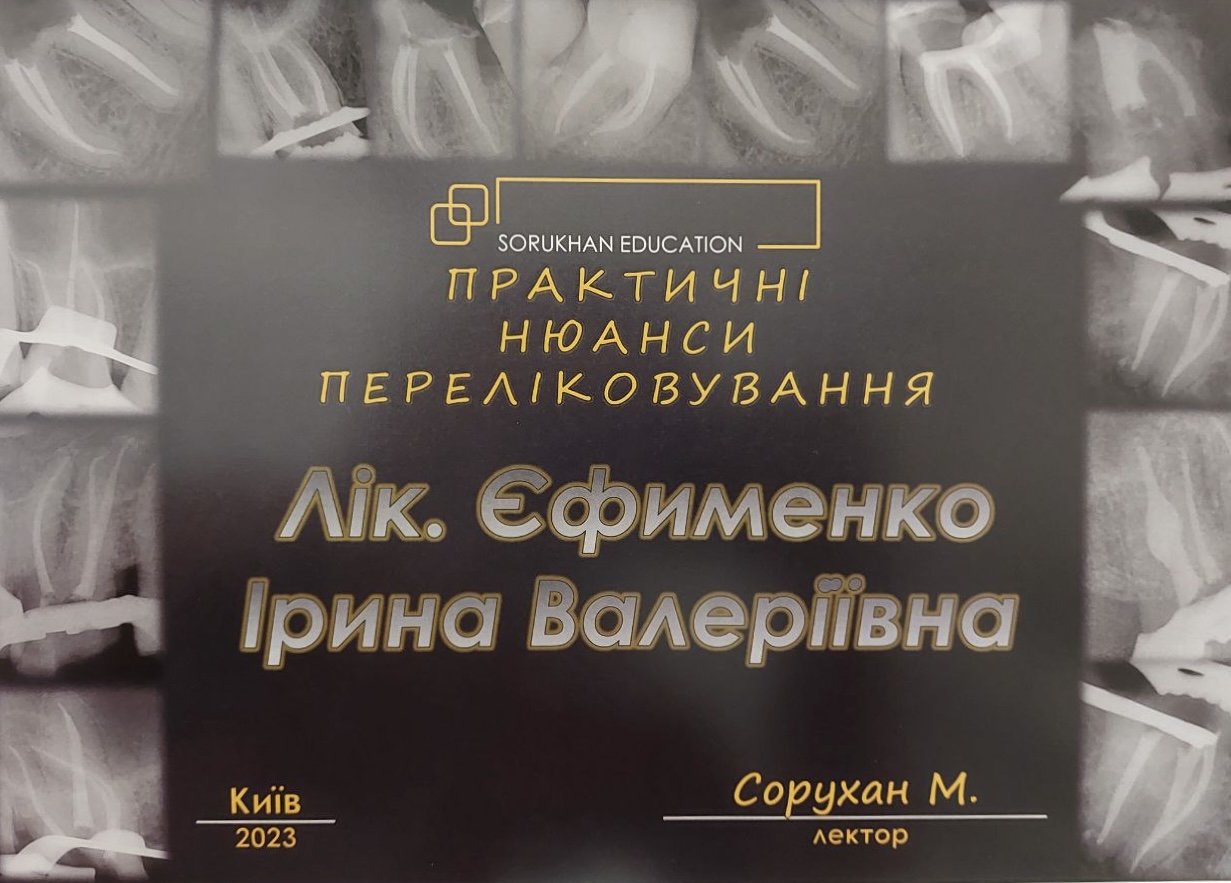 SORUKHAN EDUCATION
ПРАКТИЧНІ
НЮАНСИ
ПЕРЕЛІКОВУВАННЯ
Лік. Єфименко
Ірина Валеріївна
Київ
2023
Сорухан М.
лектор